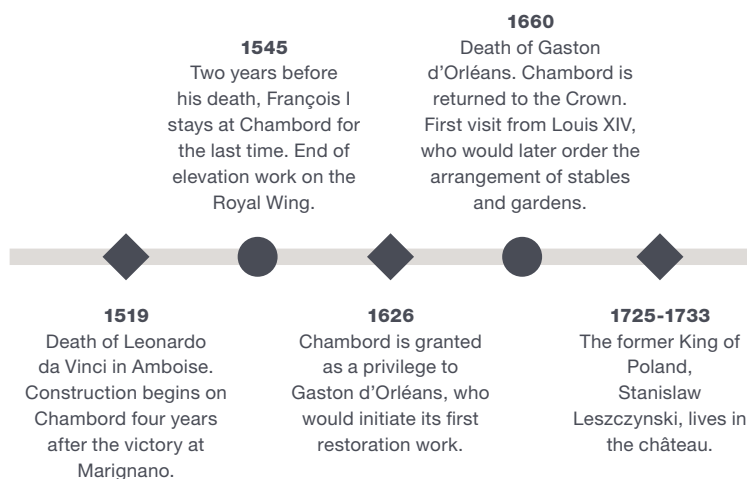 1660
Death of Gaston
d’Orléans. Chambord is
returned to the Crown.
First visit from Louis XIV,
who would later order the
arrangement of stables
and gardens.
1545
Two years before
his death, François I
stays at Chambord for
the last time. End of
elevation work on the
Royal Wing.
1519
Death of Leonardo
da Vinci in Amboise.
Construction begins on
Chambord four years
after the victory at
Marignano.
1626
Chambord is granted
as a privilege to
Gaston d’Orléans, who
would initiate its first
restoration work.
1725-1733
The former King of
Poland,
Stanislaw
Leszczynski, lives in
the château.